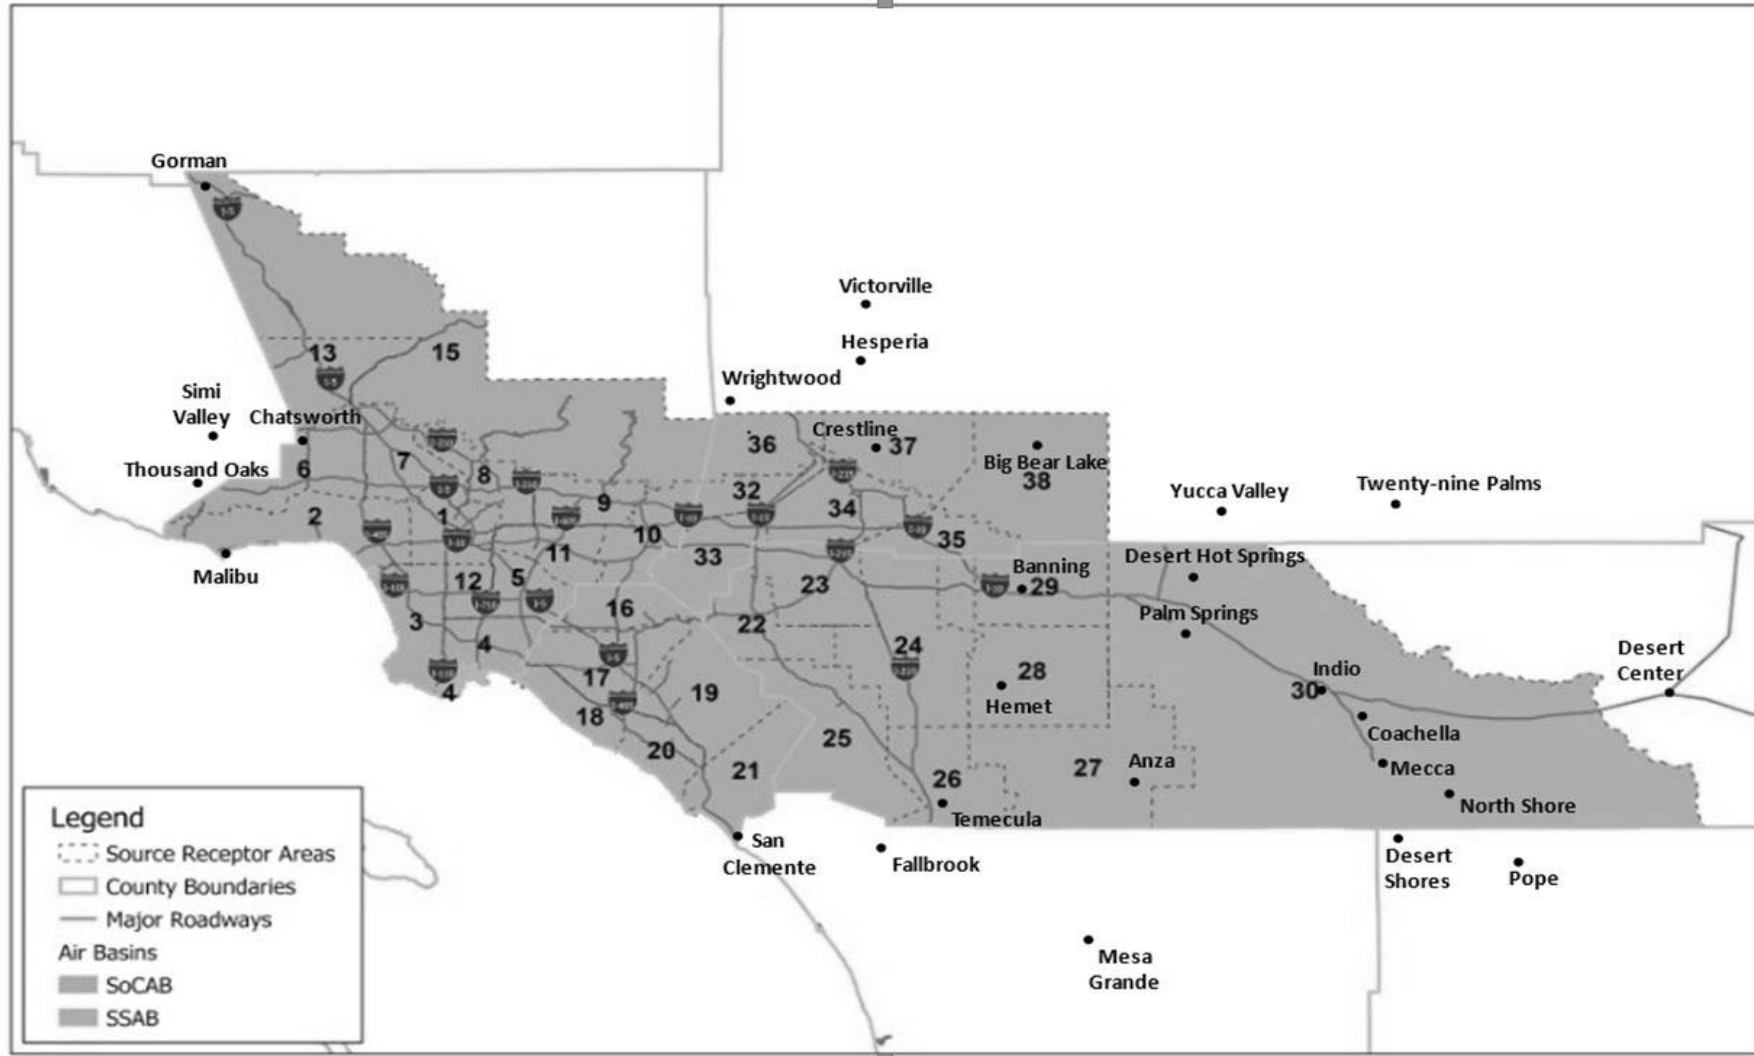 Gorman
I-5
Victorville
Hesperia
Wrightwood
13
15
I-5
Simi
Valley
Chatsworth
Crestline
36
37
Big Bear Lake
38
Thousand Oaks
6
7
8
9
32
34
35
Yucca Valley
Twenty-nine Palms
2
1
10
11
33
Malibu
12
5
Banning
29
Desert Hot Springs
23
16
3
4
22
Palm Springs
24
17
19
28
Hemet
Indio
30
Desert
Center
4
18
20
25
Coachella
21
26
27
Anza
Mecca
Temecula
North Shore
San
Clemente
Fallbrook
Desert
Shores
Pope
Mesa
Grande
Legend
Source Receptor Areas
County Boundaries
Major Roadways
Air Basins
SoCAB
SSAB